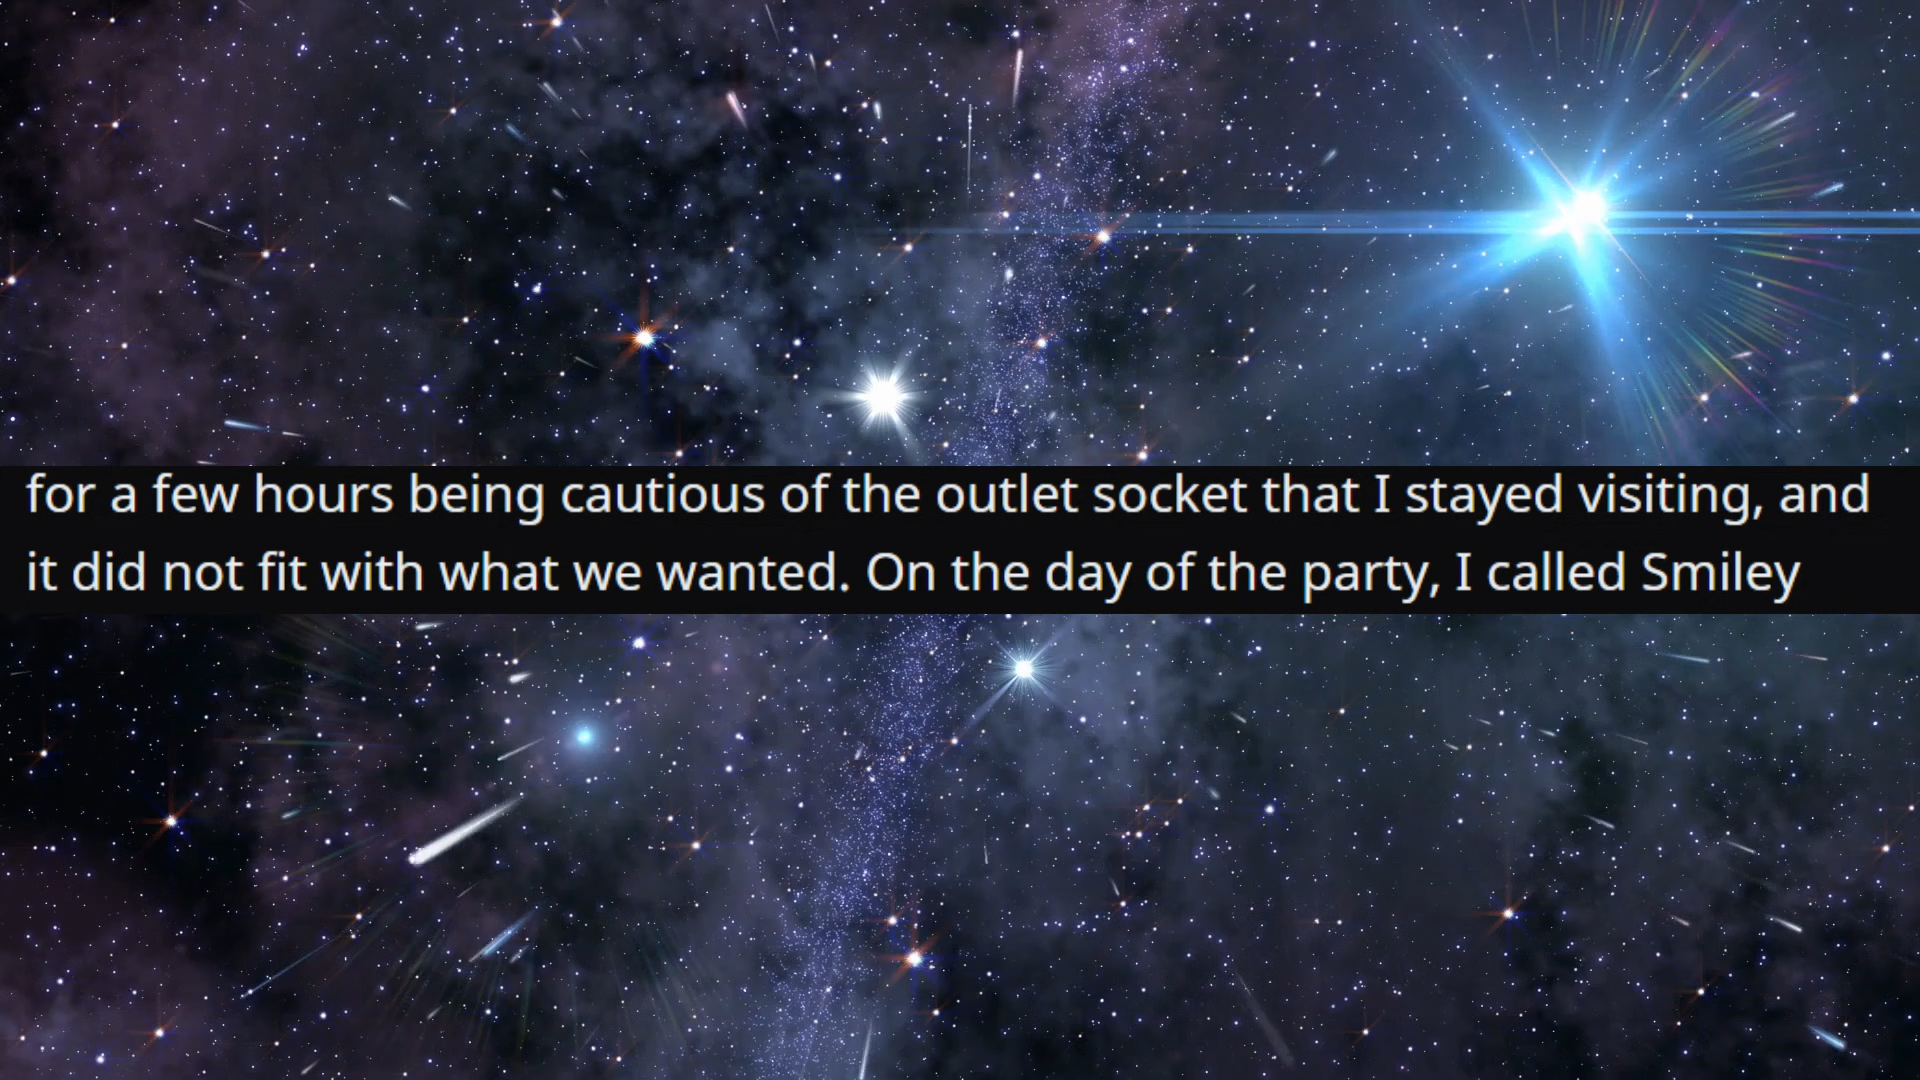 for a few hours being cautious of the outlet socket that I stayed visiting, and
it did not fit with what we wanted. On the day of the party, I called Smiley